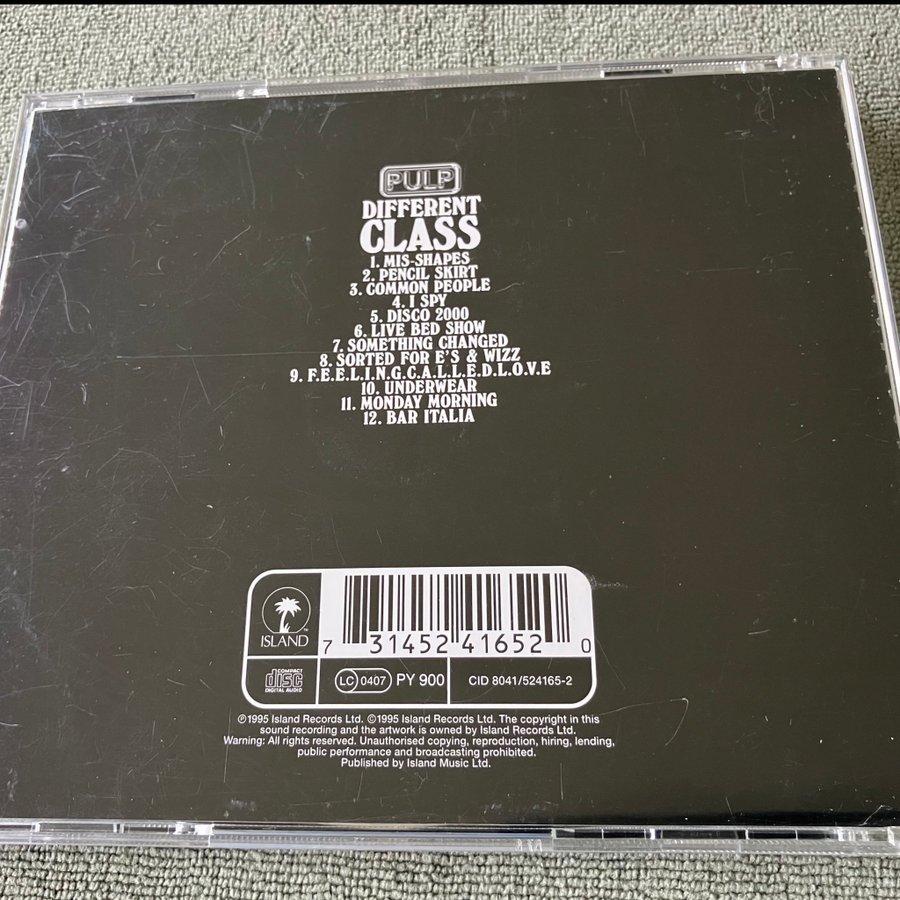 PULP
DIFFERENT
CLASS
1. MIS-SHAPES
2. PENCIL SKIRT
3. COMMON PEOPLE
4. I SPY
5. DISCO 2000
6. LIVE BED SHOW
7. SOMETHING CHANGED
8. SORTED FOR E'S & WIZZ
9. F.E.E.L.I.N.G.C.A.L.L.E.D.L.O.V.E
10. UNDERWEAR
11. MONDAY MORNING
12. BAR ITALIA
ISLAND™
7 31452 41652 0
COMPACT
disc
DIGITAL AUDIO
LC 0407 PY 900
CID 8041/524165-2
℗1995 Island Records Ltd. ©1995 Island Records Ltd. The copyright in this
sound recording and the artwork is owned by Island Records Ltd.
Warning: All rights reserved. Unauthorised copying, reproduction, hiring, lending,
public performance and broadcasting prohibited.
Published by Island Music Ltd.